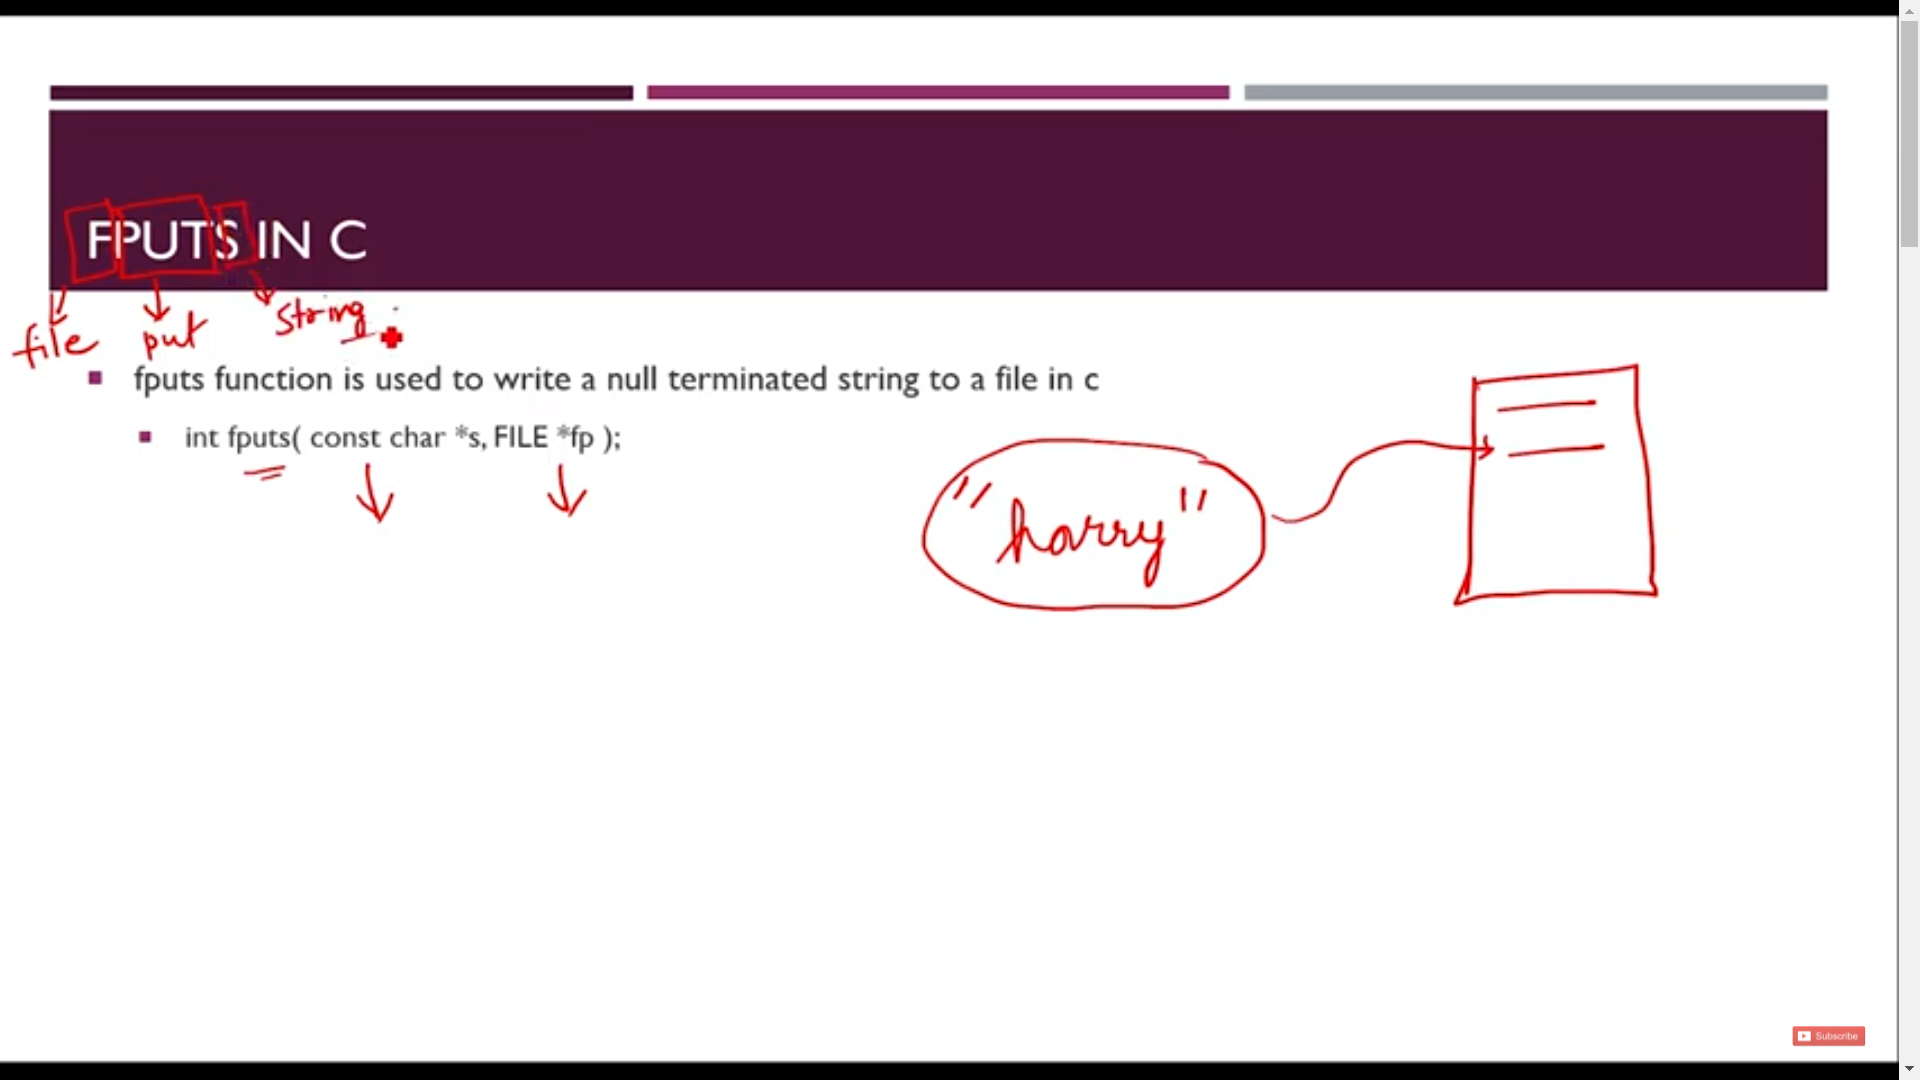 FPUTS IN C
file put string
fputs function is used to write a null terminated string to a file in c
int fputs( const char *s, FILE *fp );
"harry"
Subscribe